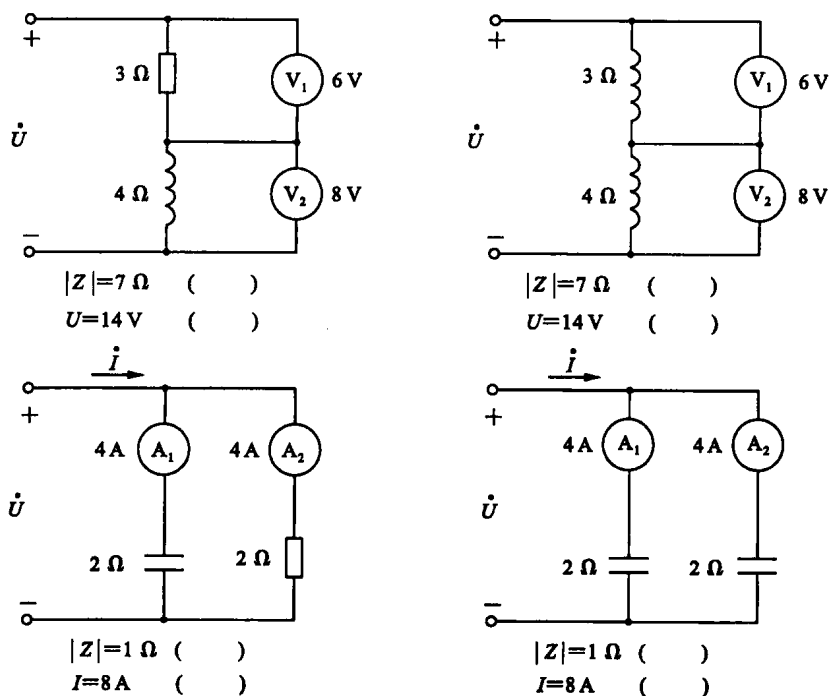 + +
3 Ω V₁ 6 V 3 Ω V₁ 6 V
U̇ U̇
4 Ω V₂ 8 V 4 Ω V₂ 8 V
− −
|Z|=7 Ω ( ) |Z|=7 Ω ( )
U=14 V ( ) U=14 V ( )
İ İ
+ +
4 A A₁ 4 A A₂ 4 A A₁ 4 A A₂
U̇ U̇
2 Ω 2 Ω 2 Ω 2 Ω
− −
|Z|=1 Ω ( ) |Z|=1 Ω ( )
I=8 A ( ) I=8 A ( )